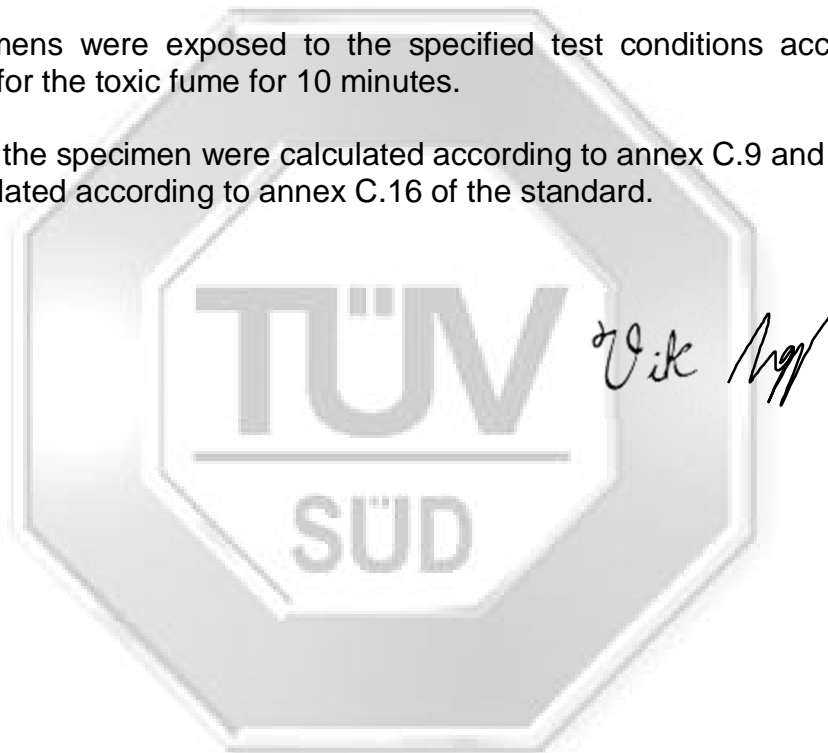 mens were exposed to the specified test conditions acc
for the toxic fume for 10 minutes.
the specimen were calculated according to annex C.9 and
lated according to annex C.16 of the standard.
TÜV
Vik
SÜD